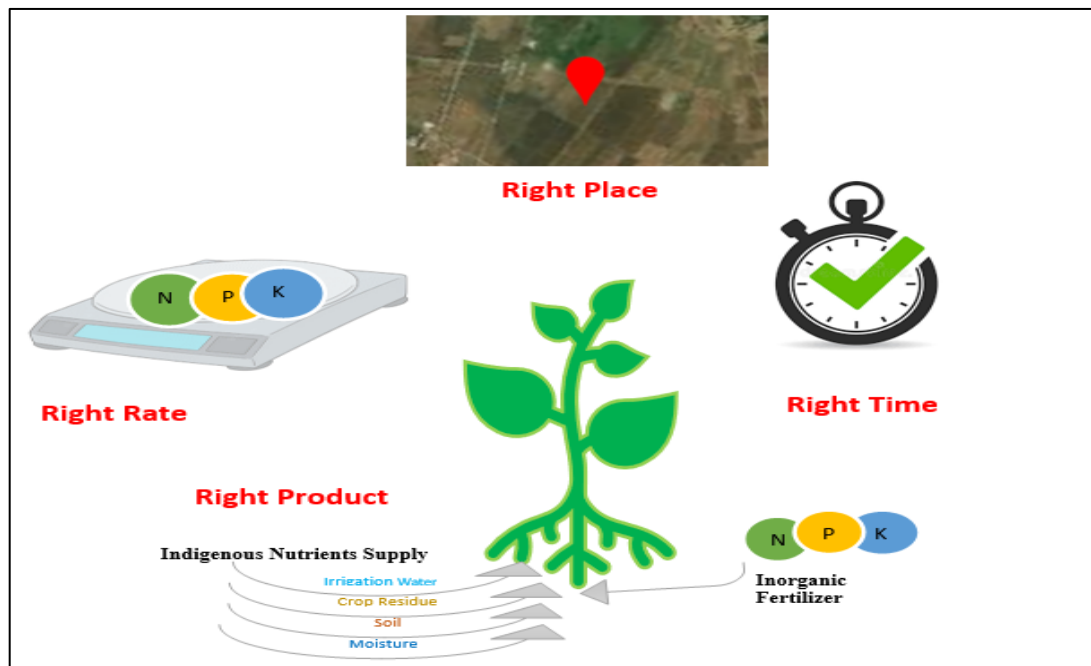 Right Place
N P K
Right Rate
Right Time
Right Product
Indigenous Nutrients Supply
Irrigation Water
Crop Residue
Soil
Moisture
N P K
Inorganic
Fertilizer